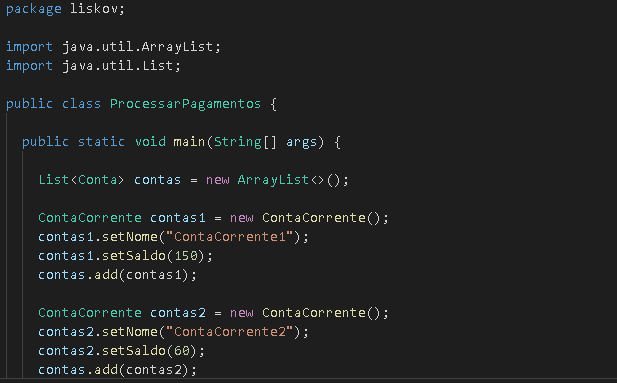 package liskov;
import java.util.ArrayList;
import java.util.List;
public class ProcessarPagamentos {
public static void main(String[] args) {
List<Conta> contas = new ArrayList<>();
ContaCorrente contas1 = new ContaCorrente();
contas1.setNome("ContaCorrente1");
contas1.setSaldo(150);
contas.add(contas1);
ContaCorrente contas2 = new ContaCorrente();
contas2.setNome("ContaCorrente2");
contas2.setSaldo(60);
contas.add(contas2);